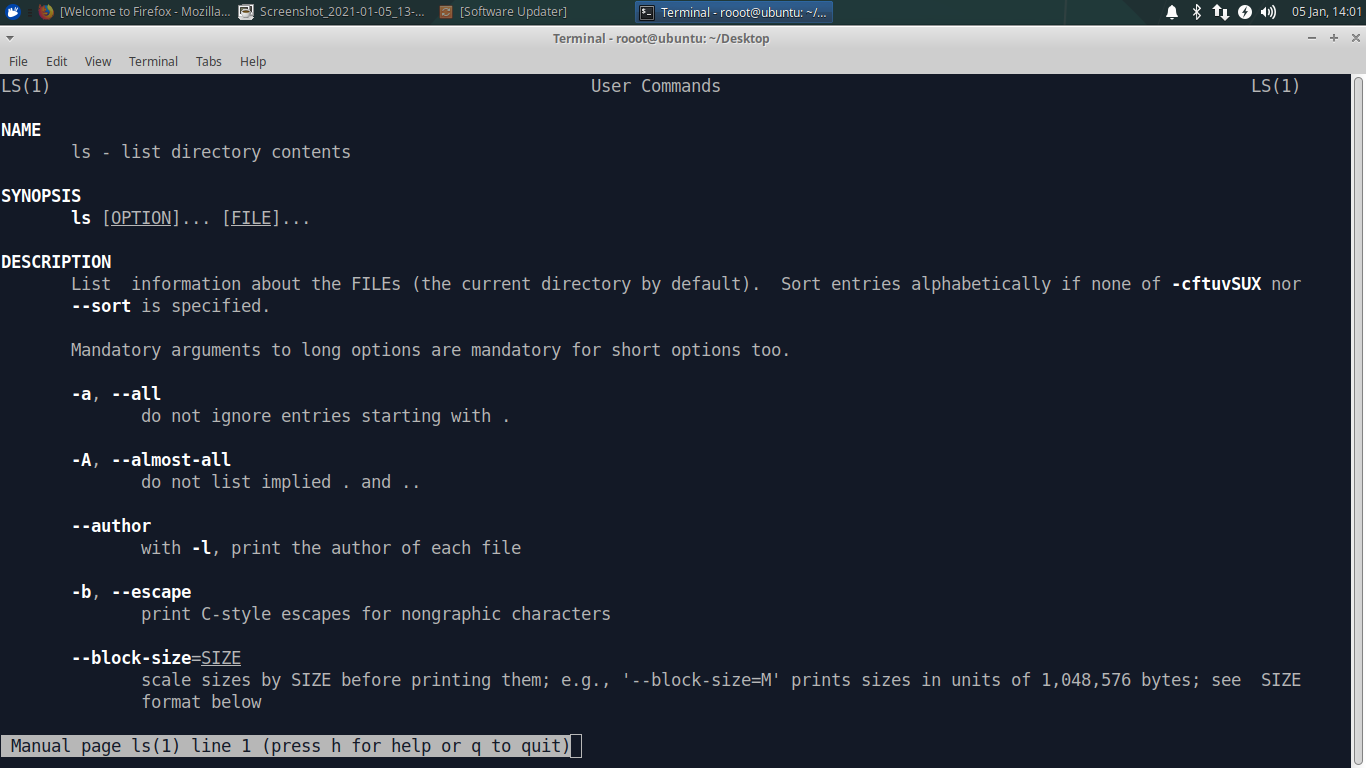 [Welcome to Firefox - Mozilla... Screenshot_2021-01-05_13-... [Software Updater] Terminal - rooot@ubuntu: ~/... 05 Jan, 14:01
Terminal - rooot@ubuntu: ~/Desktop
File Edit View Terminal Tabs Help
LS(1) User Commands LS(1)
NAME
ls - list directory contents
SYNOPSIS
ls [OPTION]... [FILE]...
DESCRIPTION
List  information about the FILEs (the current directory by default).  Sort entries alphabetically if none of -cftuvSUX nor
--sort is specified.
Mandatory arguments to long options are mandatory for short options too.
-a, --all
do not ignore entries starting with .
-A, --almost-all
do not list implied . and ..
--author
with -l, print the author of each file
-b, --escape
print C-style escapes for nongraphic characters
--block-size=SIZE
scale sizes by SIZE before printing them; e.g., '--block-size=M' prints sizes in units of 1,048,576 bytes; see  SIZE
format below
Manual page ls(1) line 1 (press h for help or q to quit)